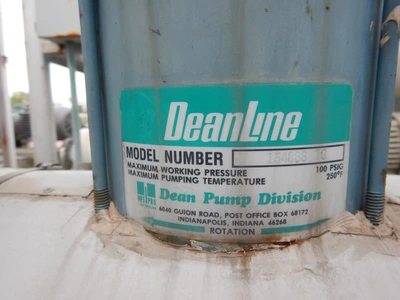 DeanLine
MODEL NUMBER
MAXIMUM WORKING PRESSURE 100 PSIG
MAXIMUM PUMPING TEMPERATURE 250°F
Dean Pump Division
6040 GUION ROAD, POST OFFICE BOX 68172
INDIANAPOLIS, INDIANA 46268
ROTATION